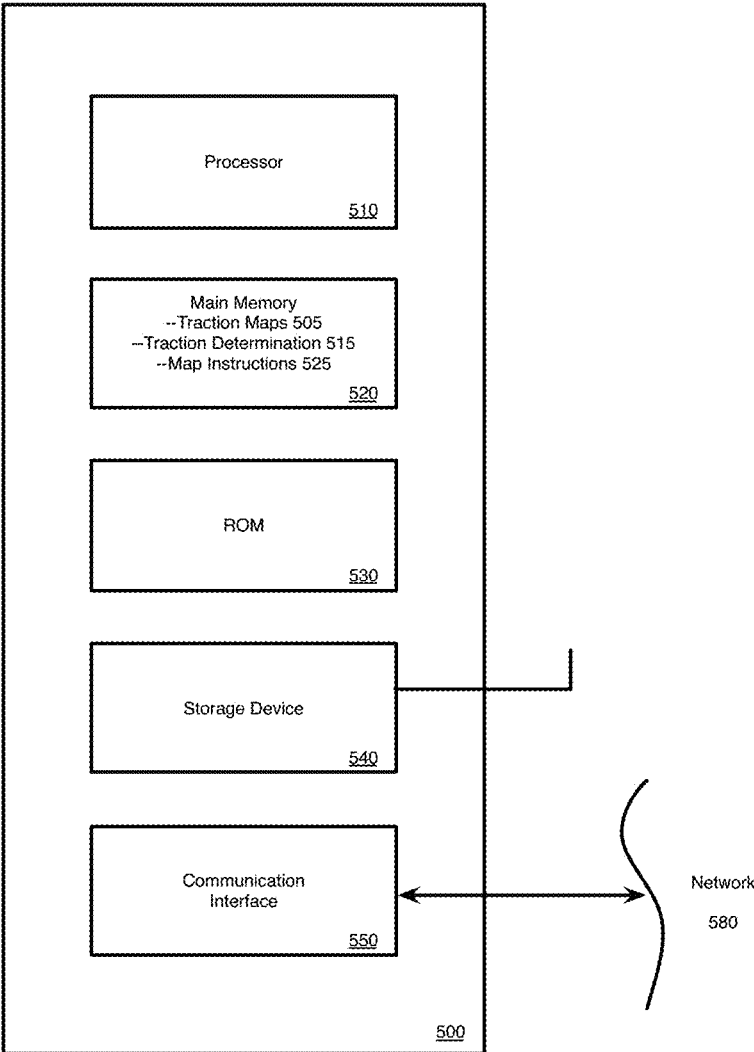 Processor
510
Main Memory
--Traction Maps 505
--Traction Determination 515
--Map Instructions 525
520
ROM
530
Storage Device
540
Communication
Interface
550
Network
580
500